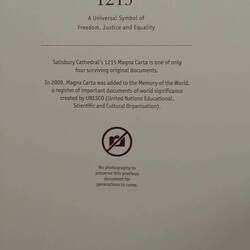 1215
A Universal Symbol of
Freedom, Justice and Equality
Salisbury Cathedral's 1215 Magna Carta is one of only
four surviving original documents.
In 2009, Magna Carta was added to the Memory of the World,
a register of important documents of world significance
created by UNESCO (United Nations Educational,
Scientific and Cultural Organisation).
No photography to
preserve this previous
document for
generations to come.